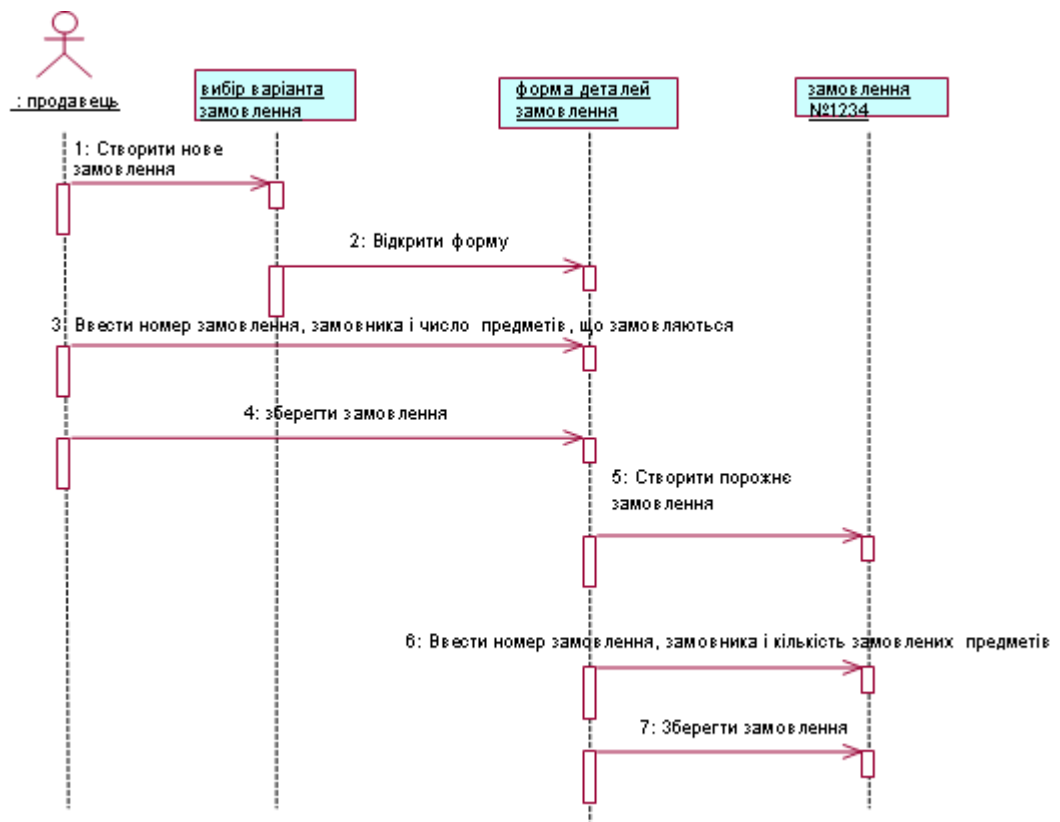 : продавець
вибір варіанта
замовлення
форма деталей
замовлення
замовлення
№1234
1: Створити нове
замовлення
2: Відкрити форму
3: Ввести номер замовлення, замовника і число предметів, що замовляються
4: зберегти замовлення
5: Створити порожнє
замовлення
6: Ввести номер замовлення, замовника і кількість замовлених предметів
7: Зберегти замовлення